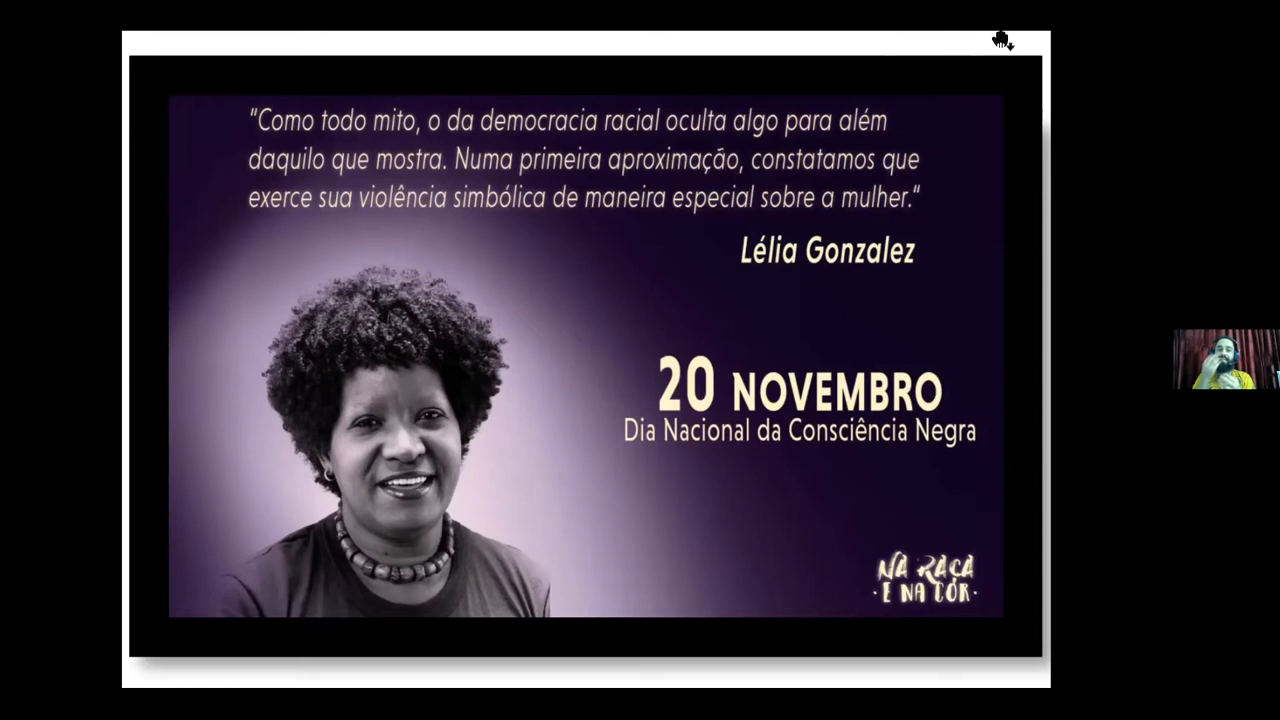 “Como todo mito, o da democracia racial oculta algo para além
daquilo que mostra. Numa primeira aproximação, constatamos que
exerce sua violência simbólica de maneira especial sobre a mulher.“
Lélia Gonzalez
20 NOVEMBRO
Dia Nacional da Consciência Negra
NA RAÇA
· E NA COR ·